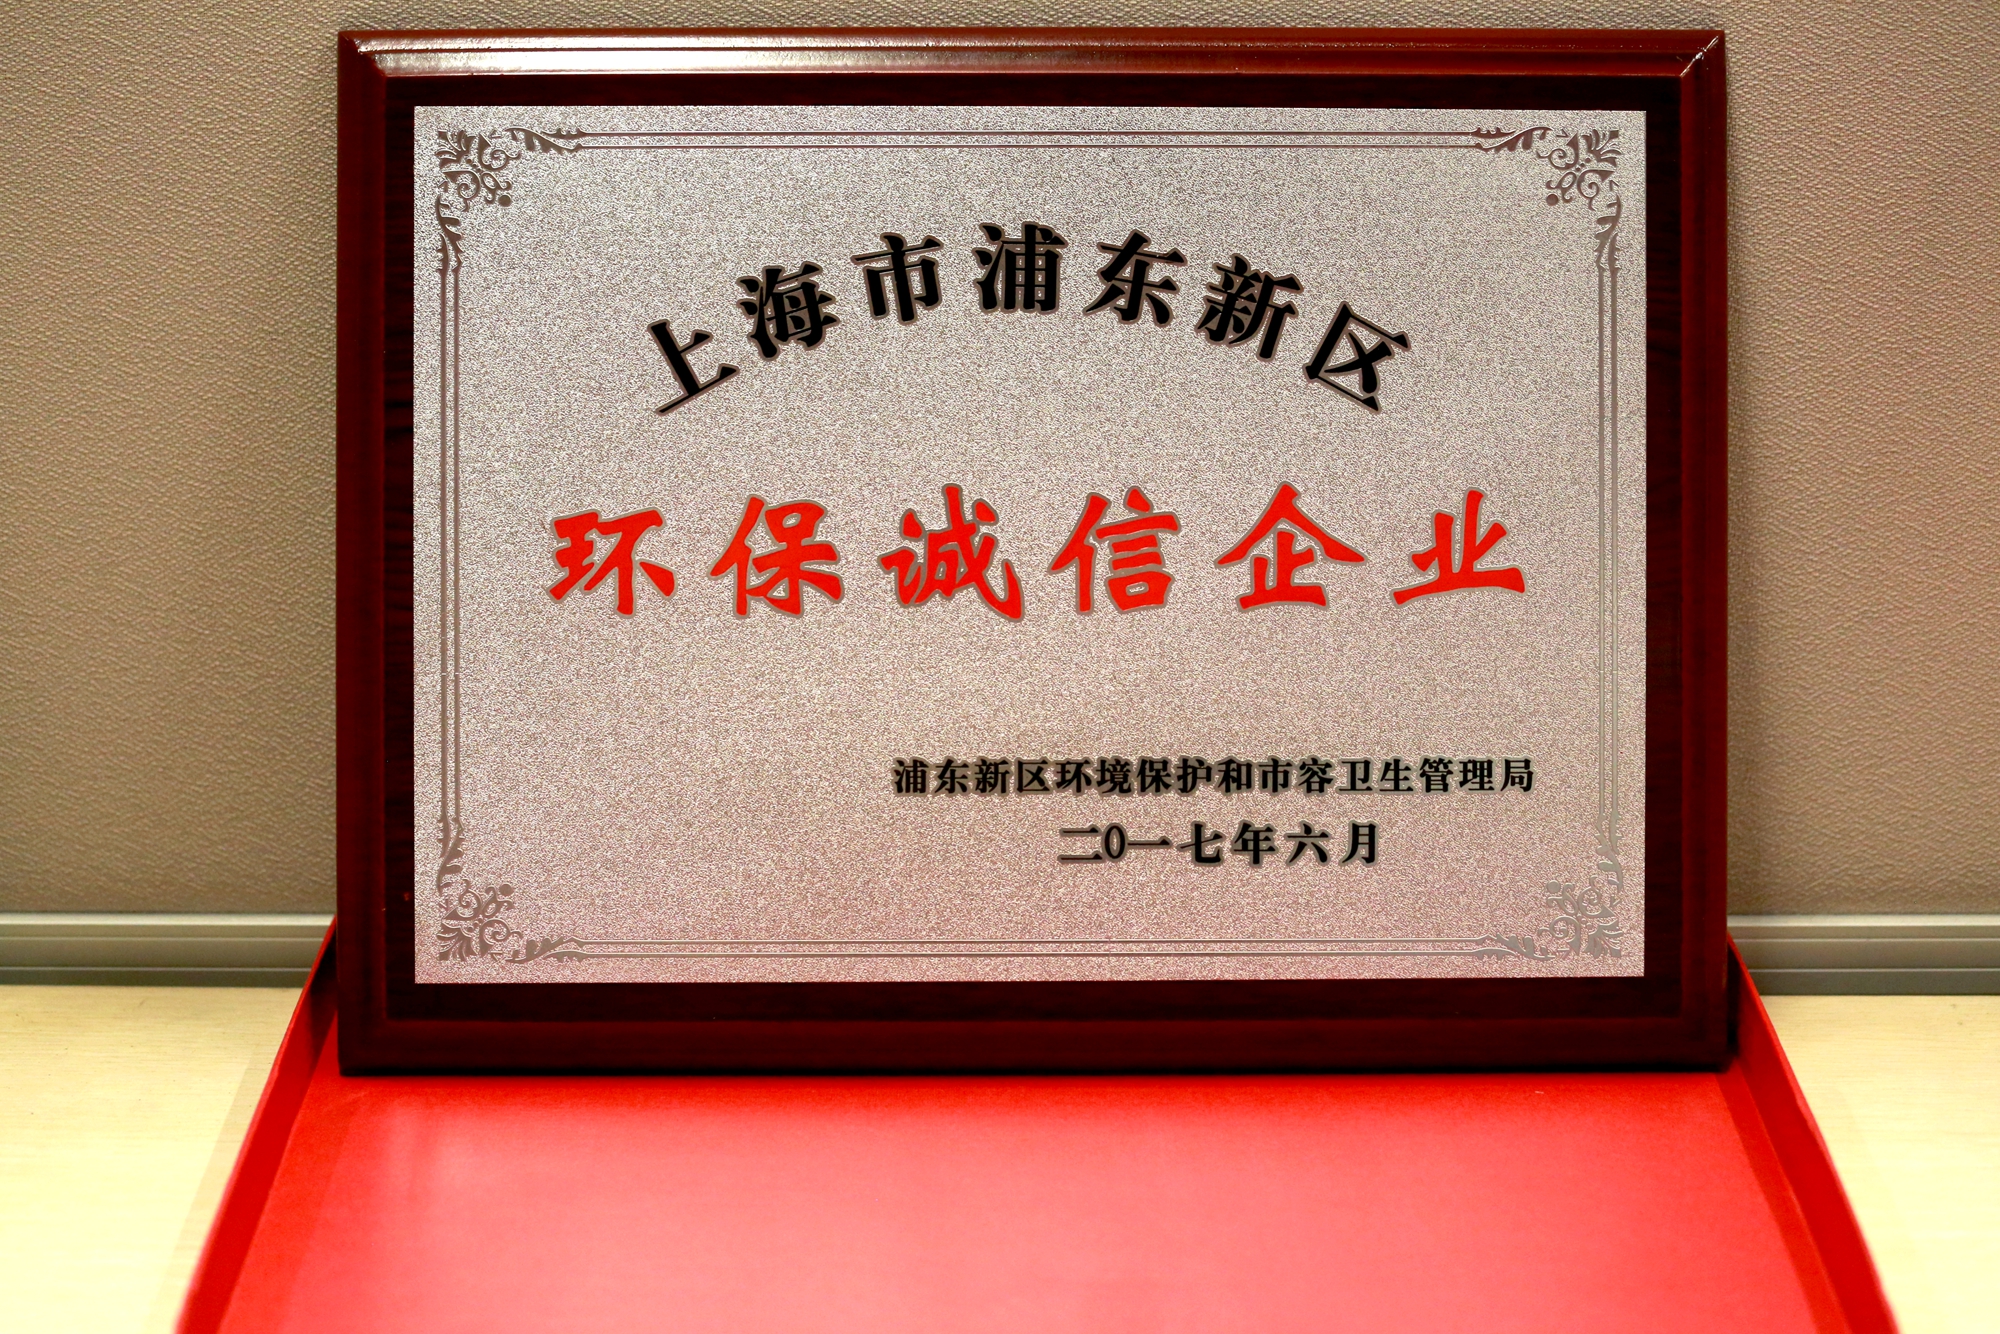 上海市浦东新区
环保诚信企业
浦东新区环境保护和市容卫生管理局
二0一七年六月